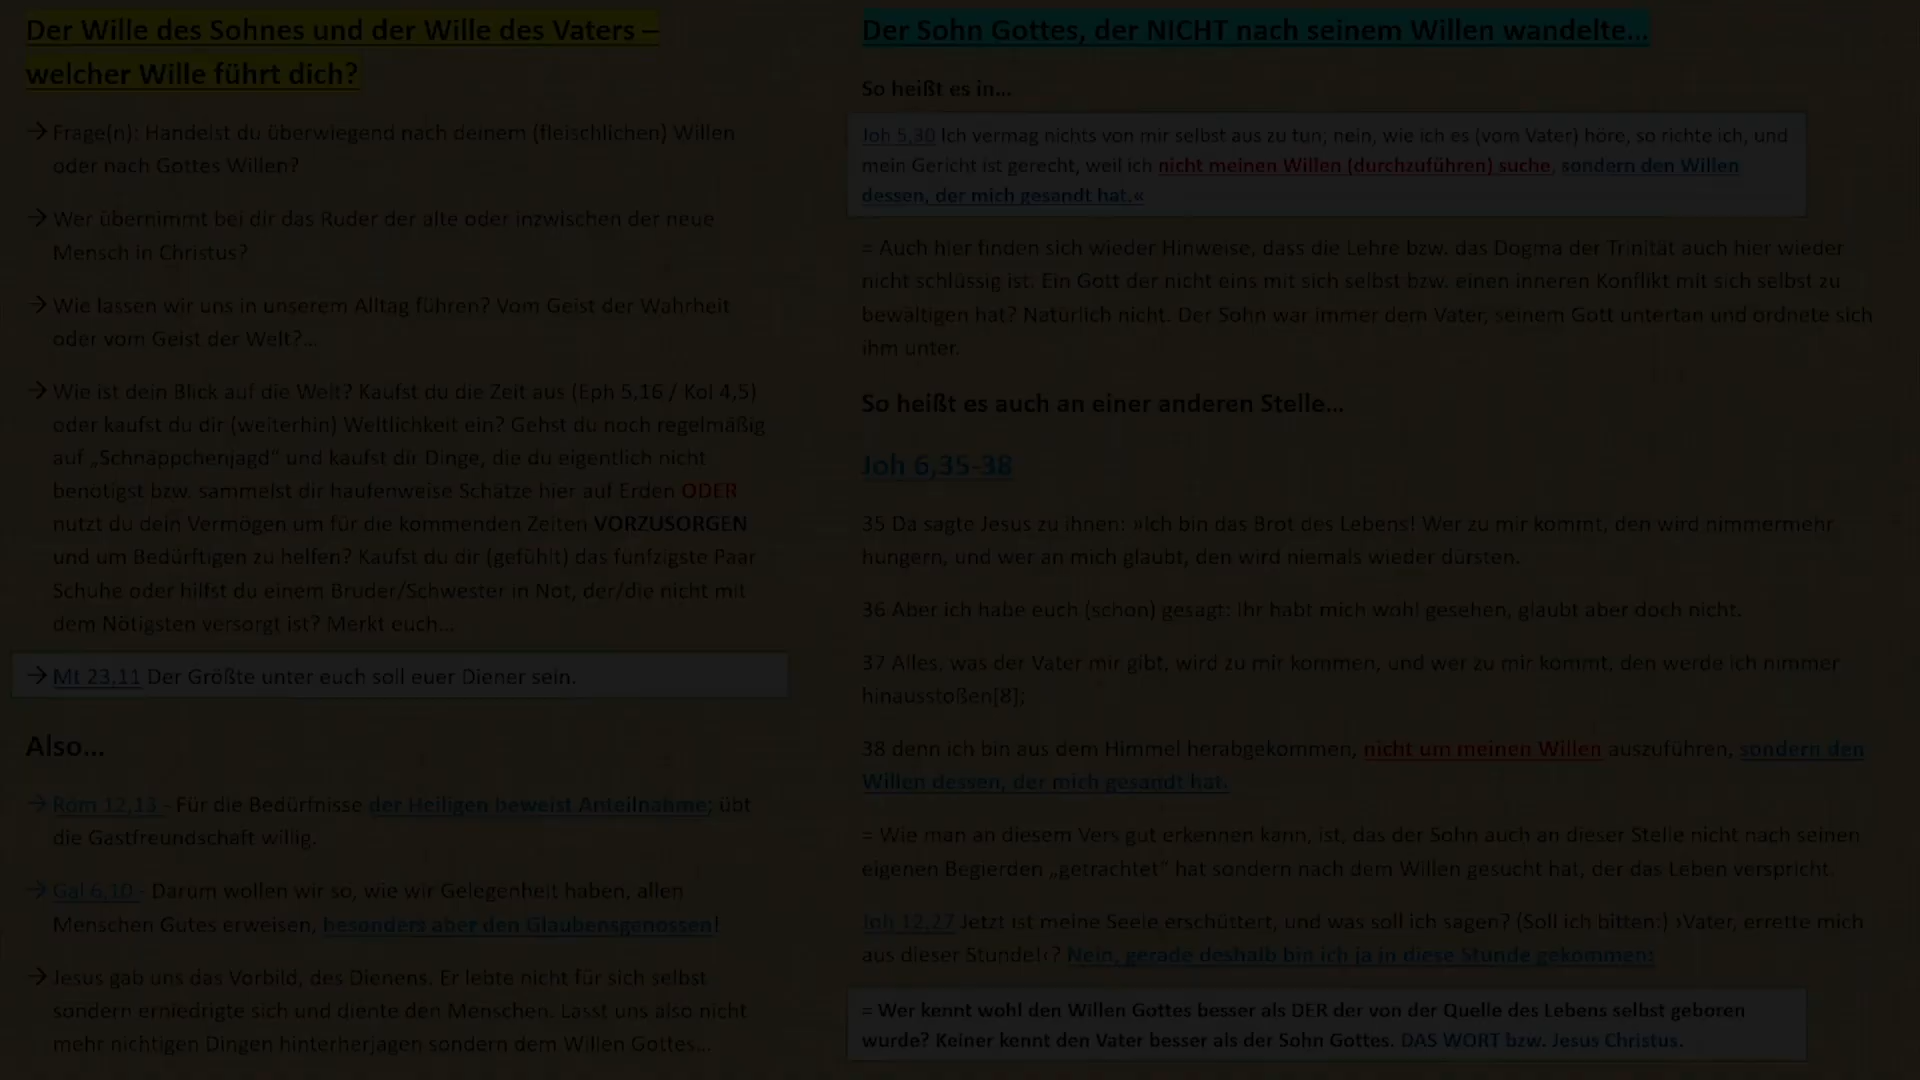 Der Wille des Sohnes und der Wille des Vaters –
welcher Wille führt dich?
→ Frage(n): Handelst du überwiegend nach deinem (fleischlichen) Willen
oder nach Gottes Willen?
→ Wer übernimmt bei dir das Ruder der alte oder inzwischen der neue
Mensch in Christus?
→ Wie lassen wir uns in unserem Alltag führen? Vom Geist der Wahrheit
oder vom Geist der Welt?...
→ Wie ist dein Blick auf die Welt? Kaufst du die Zeit aus (Eph 5,16 / Kol 4,5)
oder kaufst du dir (weiterhin) Weltlichkeit ein? Gehst du noch regelmäßig
auf „Schnäppchenjagd“ und kaufst dir Dinge, die du eigentlich nicht
benötigst bzw. sammelst dir haufenweise Schätze hier auf Erden ODER
nutzt du dein Vermögen um für die kommenden Zeiten VORZUSORGEN
und um Bedürftigen zu helfen? Kaufst du dir (gefühlt) das fünfzigste Paar
Schuhe oder hilfst du einem Bruder/Schwester in Not, der/die nicht mit
dem Nötigsten versorgt ist? Merkt euch...
→ Mt 23,11 Der Größte unter euch soll euer Diener sein.
Also...
→ Röm 12,13 - Für die Bedürfnisse der Heiligen beweist Anteilnahme; übt
die Gastfreundschaft willig.
→ Gal 6,10 - Darum wollen wir so, wie wir Gelegenheit haben, allen
Menschen Gutes erweisen, besonders aber den Glaubensgenossen!
→ Jesus gab uns das Vorbild, des Dienens. Er lebte nicht für sich selbst
sondern erniedrigte sich und diente den Menschen. Lasst uns also nicht
mehr nichtigen Dingen hinterherjagen sondern dem Willen Gottes...
Der Sohn Gottes, der NICHT nach seinem Willen wandelte...
So heißt es in...
Joh 5,30 Ich vermag nichts von mir selbst aus zu tun; nein, wie ich es (vom Vater) höre, so richte ich, und
mein Gericht ist gerecht, weil ich nicht meinen Willen (durchzuführen) suche, sondern den Willen
dessen, der mich gesandt hat.«
= Auch hier finden sich wieder Hinweise, dass die Lehre bzw. das Dogma der Trinität auch hier wieder
nicht schlüssig ist. Ein Gott der nicht eins mit sich selbst bzw. einen inneren Konflikt mit sich selbst zu
bewältigen hat? Natürlich nicht. Der Sohn war immer dem Vater, seinem Gott untertan und ordnete sich
ihm unter.
So heißt es auch an einer anderen Stelle...
Joh 6,35-38
35 Da sagte Jesus zu ihnen: »Ich bin das Brot des Lebens! Wer zu mir kommt, den wird nimmermehr
hungern, und wer an mich glaubt, den wird niemals wieder dürsten.
36 Aber ich habe euch (schon) gesagt: Ihr habt mich wohl gesehen, glaubt aber doch nicht.
37 Alles, was der Vater mir gibt, wird zu mir kommen, und wer zu mir kommt, den werde ich nimmer
hinausstoßen[8];
38 denn ich bin aus dem Himmel herabgekommen, nicht um meinen Willen auszuführen, sondern den
Willen dessen, der mich gesandt hat.
= Wie man an diesem Vers gut erkennen kann, ist, das der Sohn auch an dieser Stelle nicht nach seinen
eigenen Begierden „getrachtet“ hat sondern nach dem Willen gesucht hat, der das Leben verspricht.
Joh 12,27 Jetzt ist meine Seele erschüttert, und was soll ich sagen? (Soll ich bitten:) ›Vater, errette mich
aus dieser Stunde!‹? Nein, gerade deshalb bin ich ja in diese Stunde gekommen:
= Wer kennt wohl den Willen Gottes besser als DER der von der Quelle des Lebens selbst geboren
wurde? Keiner kennt den Vater besser als der Sohn Gottes. DAS WORT bzw. Jesus Christus.